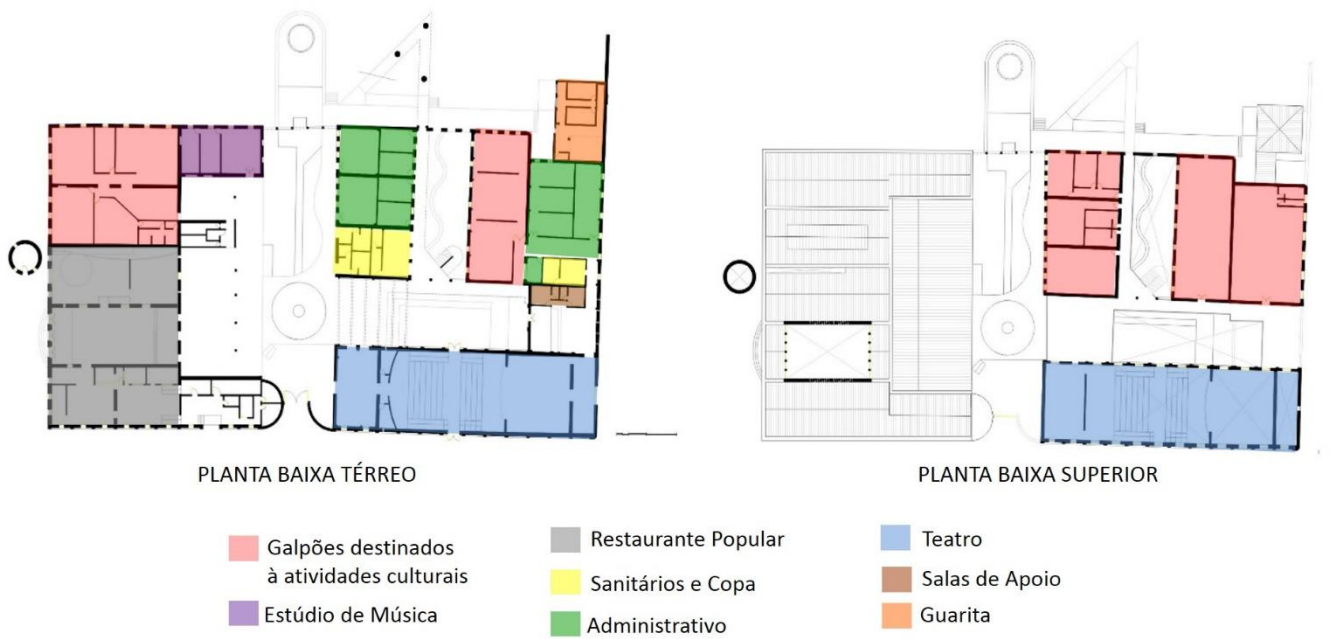 PLANTA BAIXA TÉRREO
PLANTA BAIXA SUPERIOR
Galpões destinados
à atividades culturais
Estúdio de Música
Restaurante Popular
Sanitários e Copa
Administrativo
Teatro
Salas de Apoio
Guarita